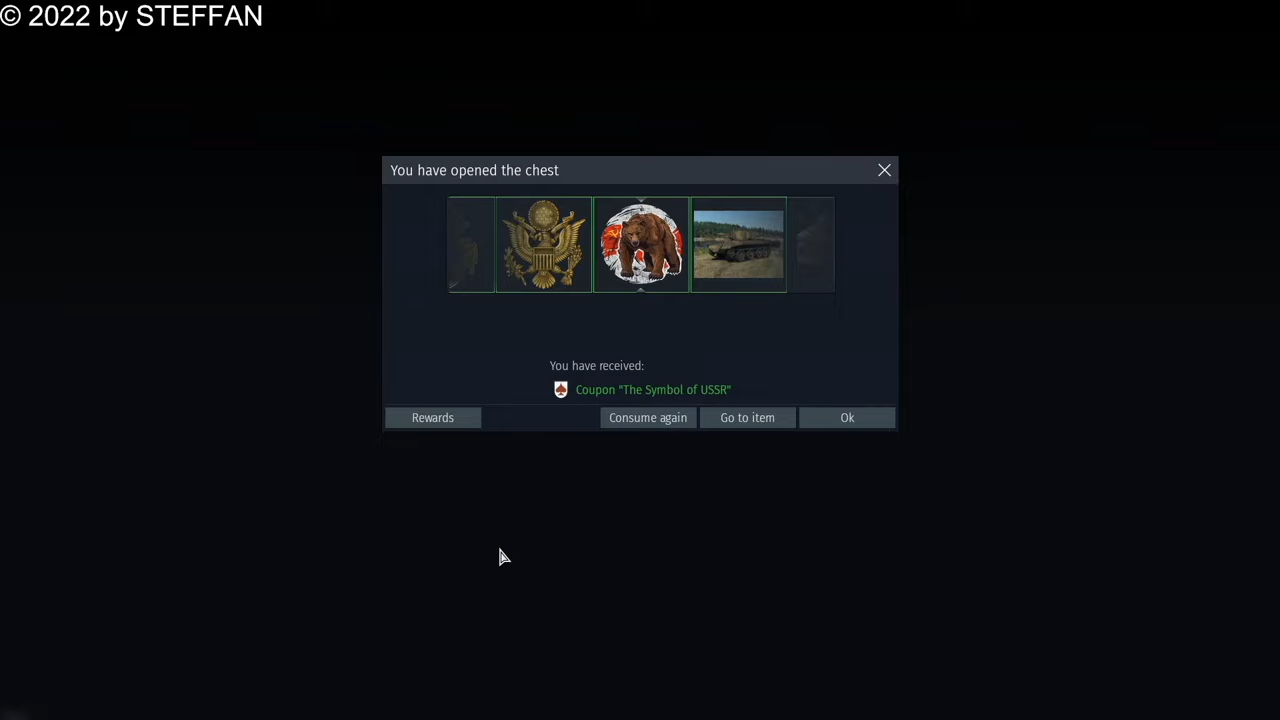 © 2022 by STEFFAN
You have opened the chest
You have received:
Coupon "The Symbol of USSR"
Rewards
Consume again
Go to item
Ok